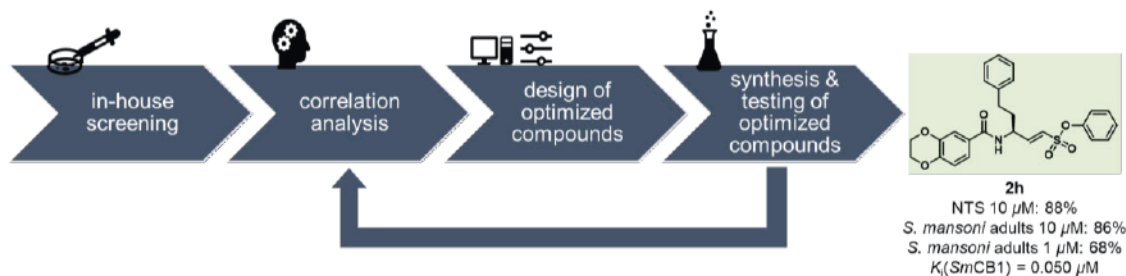 in-house
screening
correlation
analysis
design of
optimized
compounds
synthesis &
testing of
optimized
compounds
O
O
O
N
H
S
O
O
O
2h
NTS 10 µM: 88%
S. mansoni adults 10 µM: 86%
S. mansoni adults 1 µM: 68%
Ki(SmCB1) = 0.050 µM